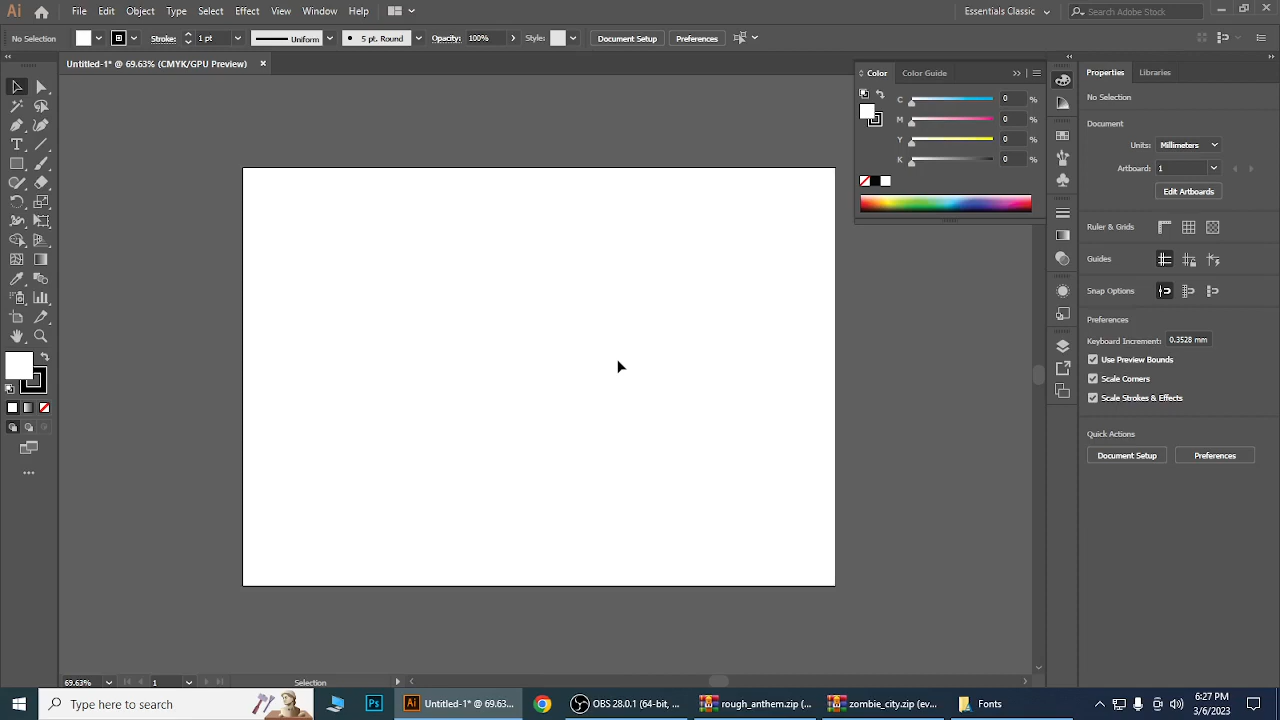 Ai File Edit Object Type Select Effect View Window Help Essentials Classic Search Adobe Stock
No Selection Stroke: 1 pt Uniform 5 pt. Round Opacity: 100% Style: Document Setup Preferences
Untitled-1* @ 69.63% (CMYK/GPU Preview) ×
Color Color Guide
C 0 %
M 0 %
Y 0 %
K 0 %
Properties Libraries
No Selection
Document
Units: Millimeters
Artboard: 1
Edit Artboards
Ruler & Grids
Guides
Snap Options
Preferences
Keyboard Increment: 0.3528 mm
Use Preview Bounds
Scale Corners
Scale Strokes & Effects
Quick Actions
Document Setup Preferences
69.63% 1 Selection
Type here to search Ps Ai Untitled-1* @ 69.63... OBS 28.0.1 (64-bit, ... rough_anthem.zip (... zombie_city.zip (ev... Fonts
6:27 PM
3/6/2023